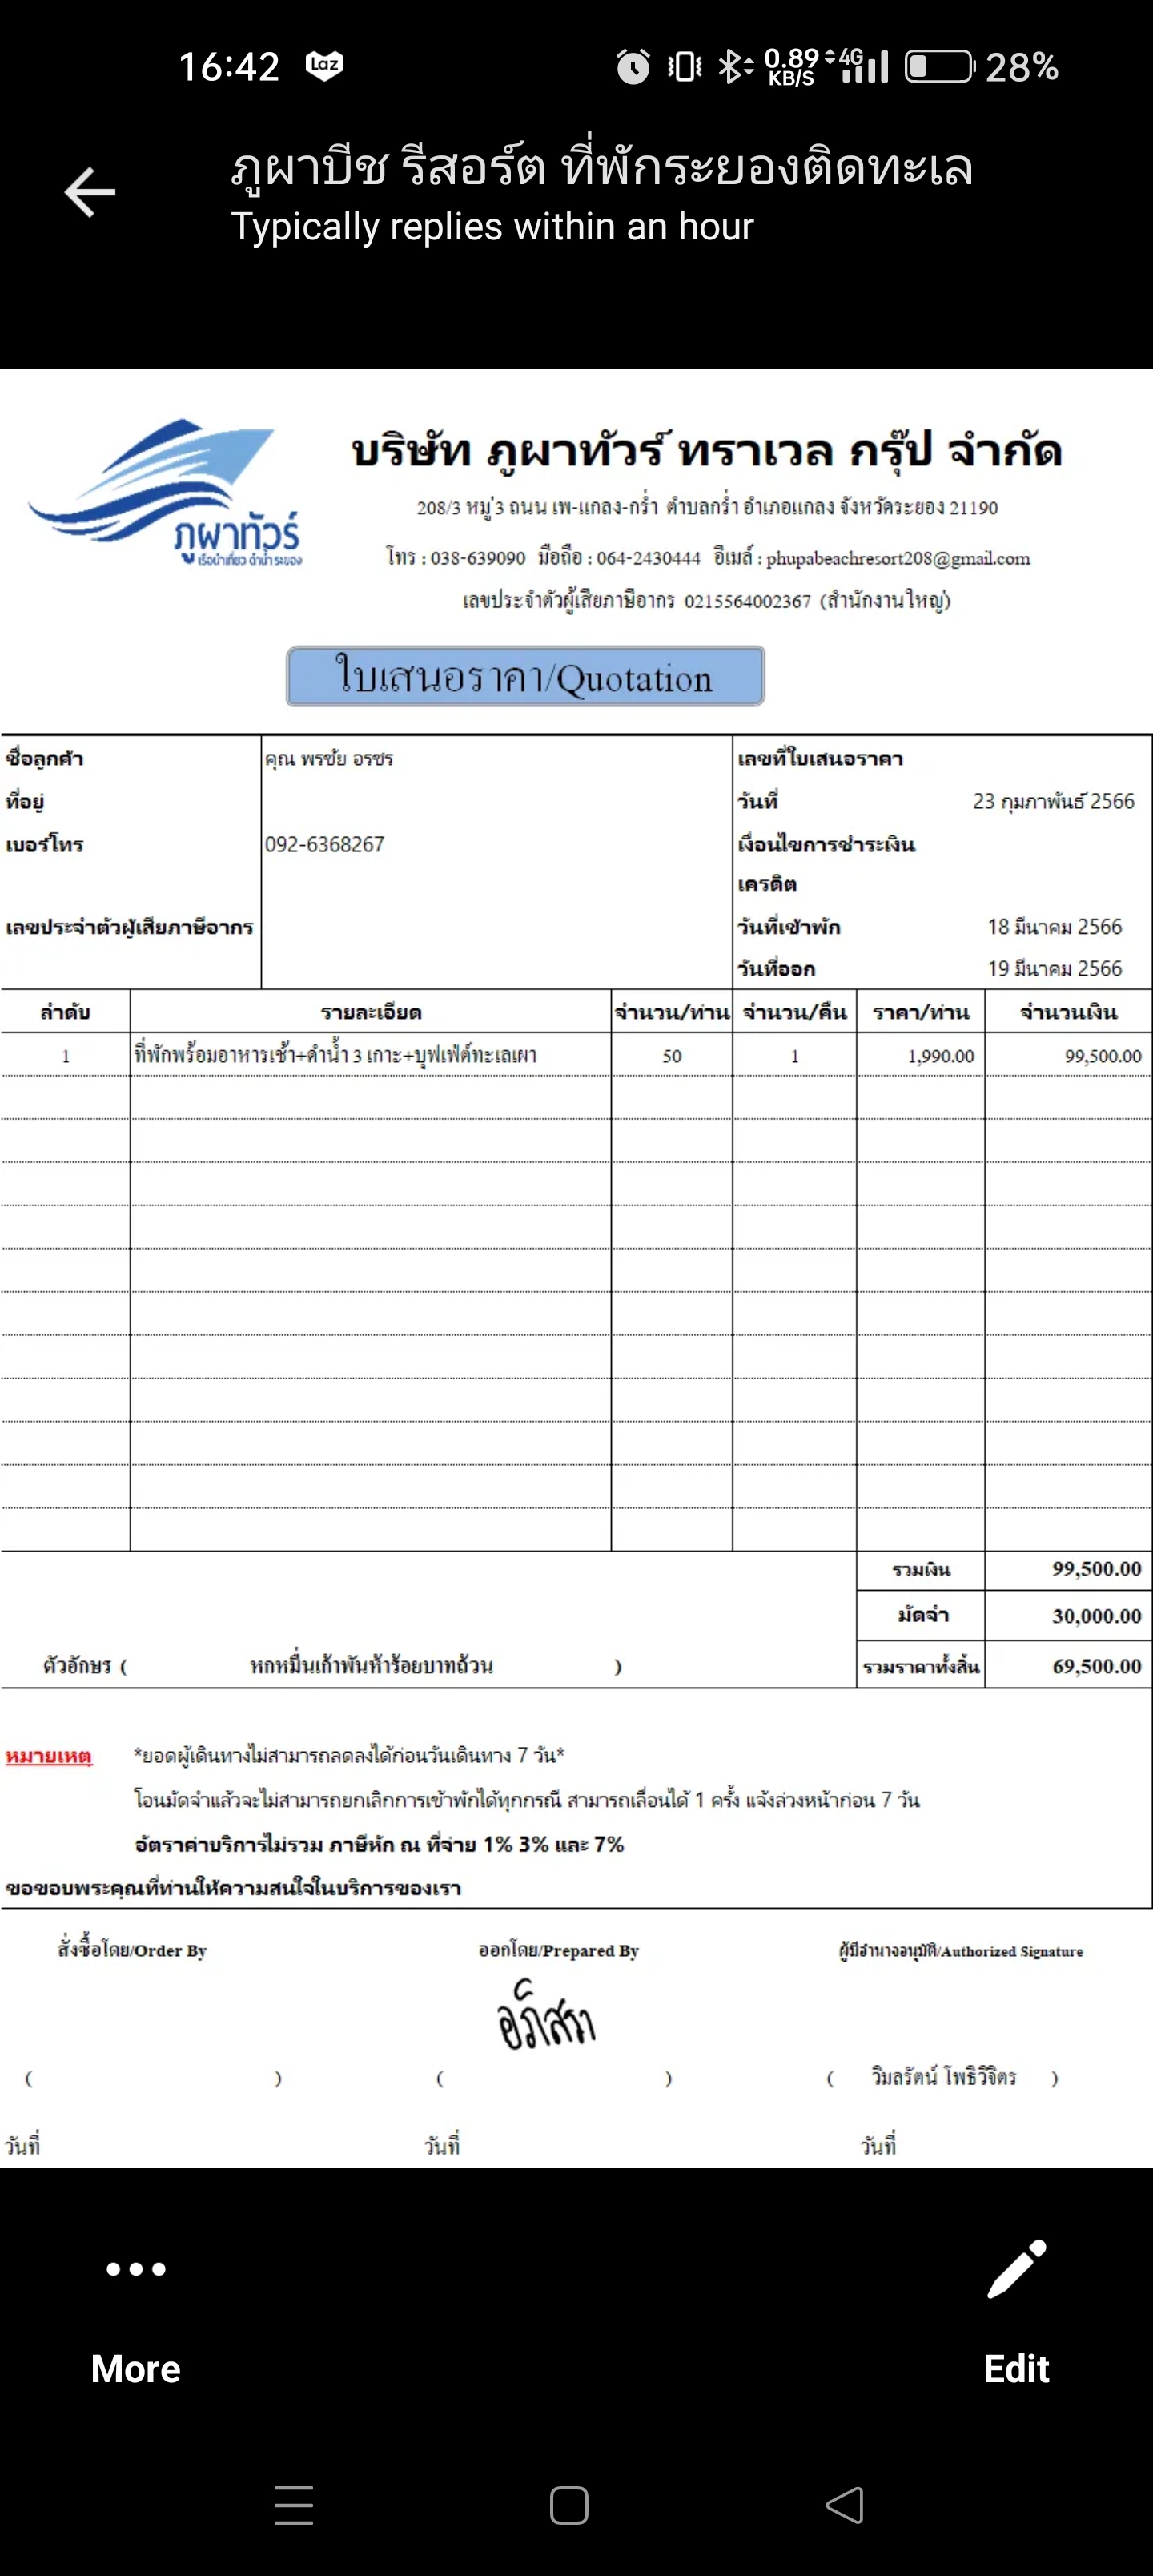 16:42 Laz 0.89 KB/S 4G 28%
ภูผาบีช รีสอร์ต ที่พักระยองติดทะเล
Typically replies within an hour
ภูผาทัวร์
เรือนำเที่ยว ดำน้ำ ระยอง
บริษัท ภูผาทัวร์ ทราเวล กรุ๊ป จำกัด
208/3 หมู่ 3 ถนน เพ-แกลง-กร่ำ ตำบลกร่ำ อำเภอแกลง จังหวัดระยอง 21190
โทร : 038-639090 มือถือ : 064-2430444 อีเมล์ : phupabeachresort208@gmail.com
เลขประจำตัวผู้เสียภาษีอากร 0215564002367 (สำนักงานใหญ่)
ใบเสนอราคา/Quotation
ชื่อลูกค้า คุณ พรชัย อรชร เลขที่ใบเสนอราคา
ที่อยู่ วันที่ 23 กุมภาพันธ์ 2566
เบอร์โทร 092-6368267 เงื่อนไขการชำระเงิน
เครดิต
เลขประจำตัวผู้เสียภาษีอากร วันที่เข้าพัก 18 มีนาคม 2566
วันที่ออก 19 มีนาคม 2566
ลำดับ รายละเอียด จำนวน/ท่าน จำนวน/คืน ราคา/ท่าน จำนวนเงิน
1 ที่พักพร้อมอาหารเช้า+ดำน้ำ 3 เกาะ+บุฟเฟ่ต์ทะเลเผา 50 1 1,990.00 99,500.00
รวมเงิน 99,500.00
มัดจำ 30,000.00
ตัวอักษร ( หกหมื่นเก้าพันห้าร้อยบาทถ้วน ) รวมราคาทั้งสิ้น 69,500.00
หมายเหตุ *ยอดผู้เดินทางไม่สามารถลดลงได้ก่อนวันเดินทาง 7 วัน*
โอนมัดจำแล้วจะไม่สามารถยกเลิกการเข้าพักได้ทุกกรณี สามารถเลื่อนได้ 1 ครั้ง แจ้งล่วงหน้าก่อน 7 วัน
อัตราค่าบริการไม่รวม ภาษีหัก ณ ที่จ่าย 1% 3% และ 7%
ขอขอบพระคุณที่ท่านให้ความสนใจในบริการของเรา
สั่งซื้อโดย/Order By ออกโดย/Prepared By ผู้มีอำนาจอนุมัติ/Authorized Signature
อภิสรา
( ) ( ) ( วิมลรัตน์ โพธิวิจิตร )
วันที่ วันที่ วันที่
More Edit